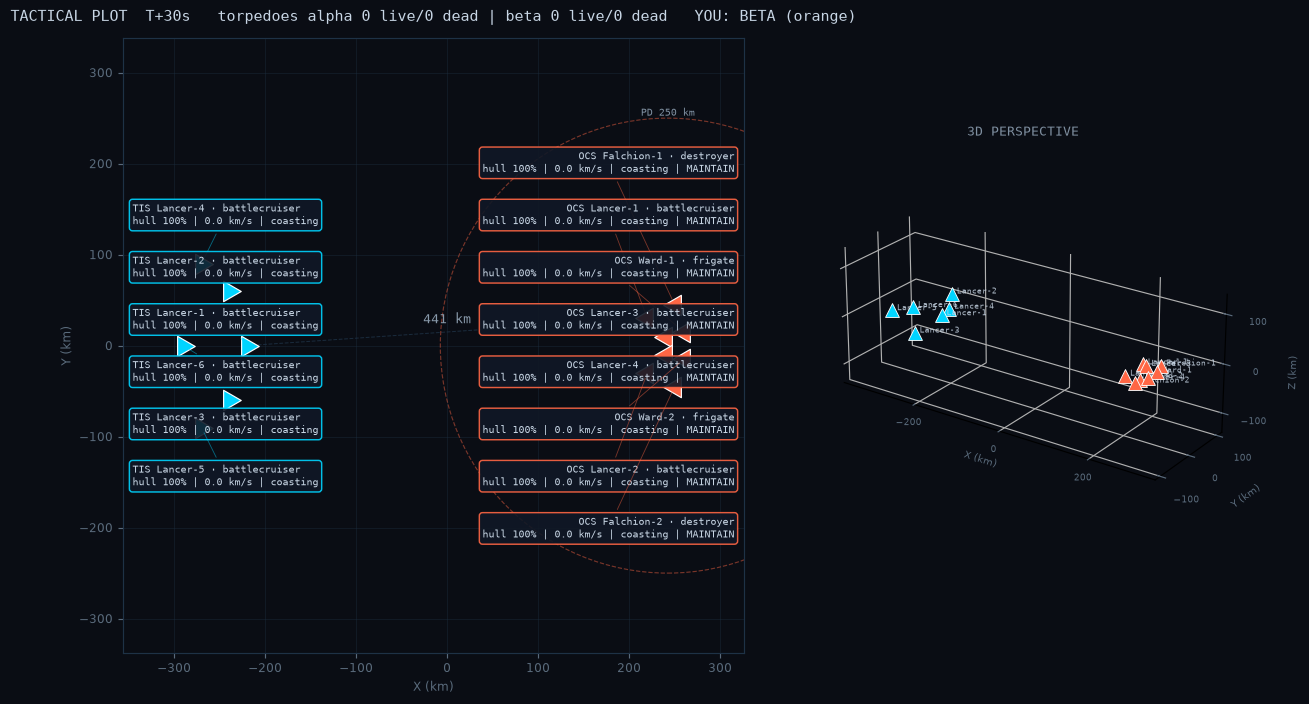 TACTICAL PLOT  T+30s   torpedoes alpha 0 live/0 dead | beta 0 live/0 dead   YOU: BETA (orange)
PD 250 km
OCS Falchion-1 · destroyer
hull 100% | 0.0 km/s | coasting | MAINTAIN
TIS Lancer-4 · battlecruiser
hull 100% | 0.0 km/s | coasting
OCS Lancer-1 · battlecruiser
hull 100% | 0.0 km/s | coasting | MAINTAIN
TIS Lancer-2 · battlecruiser
hull 100% | 0.0 km/s | coasting
OCS Ward-1 · frigate
hull 100% | 0.0 km/s | coasting | MAINTAIN
TIS Lancer-1 · battlecruiser
hull 100% | 0.0 km/s | coasting
441 km
OCS Lancer-3 · battlecruiser
hull 100% | 0.0 km/s | coasting | MAINTAIN
TIS Lancer-6 · battlecruiser
hull 100% | 0.0 km/s | coasting
OCS Lancer-4 · battlecruiser
hull 100% | 0.0 km/s | coasting | MAINTAIN
TIS Lancer-3 · battlecruiser
hull 100% | 0.0 km/s | coasting
OCS Ward-2 · frigate
hull 100% | 0.0 km/s | coasting | MAINTAIN
TIS Lancer-5 · battlecruiser
hull 100% | 0.0 km/s | coasting
OCS Lancer-2 · battlecruiser
hull 100% | 0.0 km/s | coasting | MAINTAIN
OCS Falchion-2 · destroyer
hull 100% | 0.0 km/s | coasting | MAINTAIN
300
200
100
0
−100
−200
−300
Y (km)
−300
−200
−100
0
100
200
300
X (km)
3D PERSPECTIVE
Lancer-2
Lancer-4
Lancer-3
−200
0
200
X (km)
−100
0
100
Y (km)
100
0
−100
Z (km)